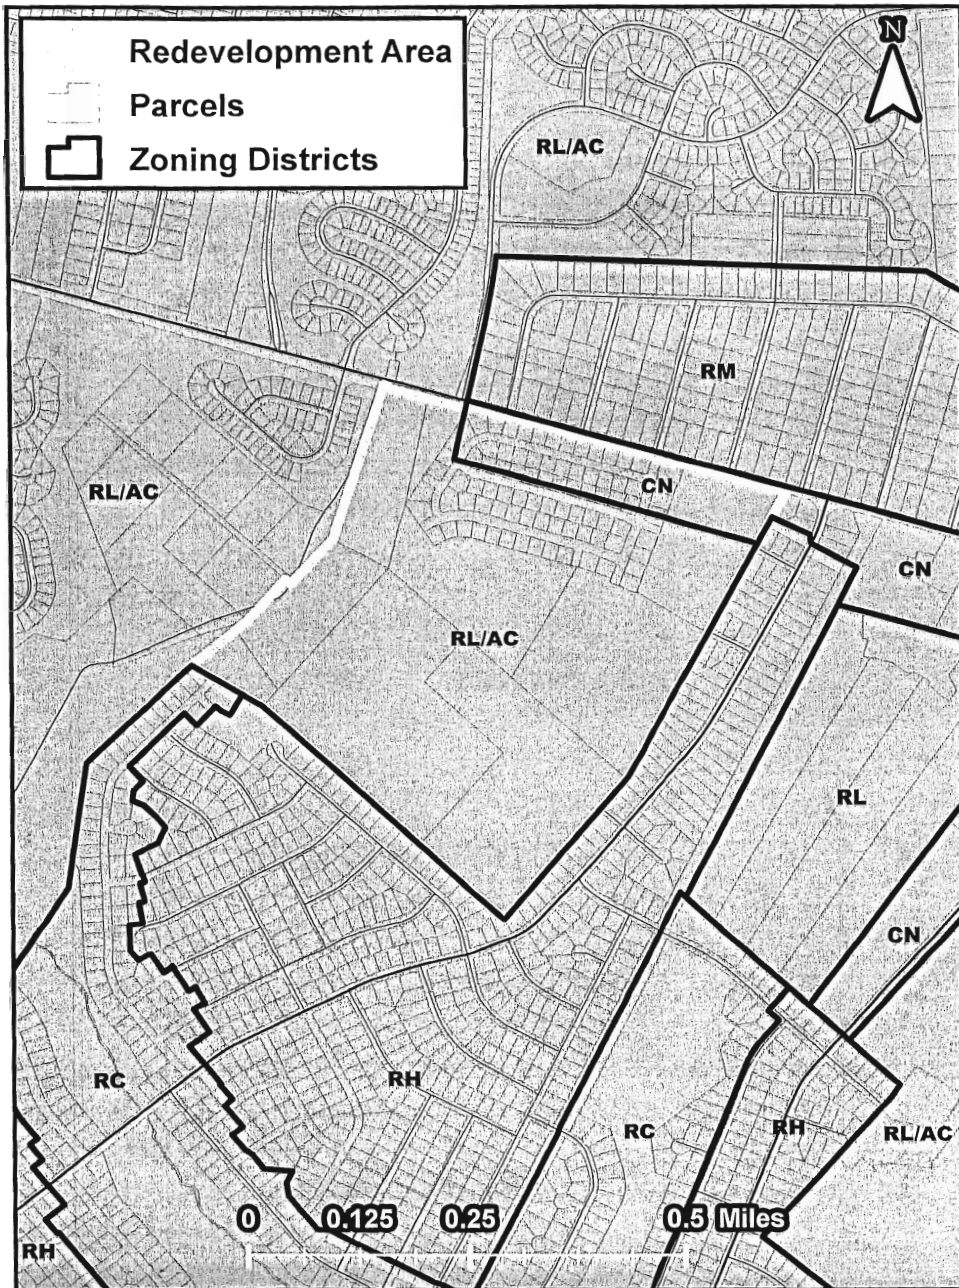 Redevelopment Area
Parcels
Zoning Districts
N
RL/AC
RM
RL/AC
CN
CN
RL/AC
RL
CN
RC
RH
RC
RH
RL/AC
RH
0 0.125 0.25 0.5 Miles